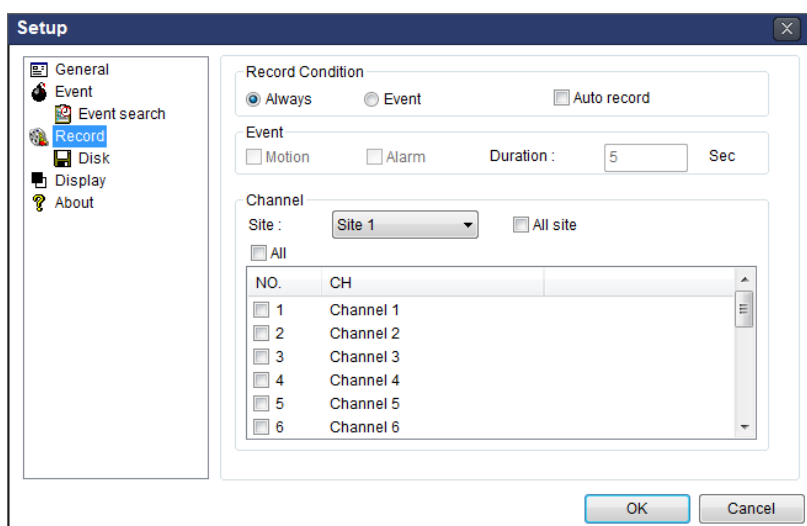 Setup
General
Event
Event search
Record
Disk
Display
About
Record Condition
Always Event Auto record
Event
Motion Alarm Duration : 5 Sec
Channel
Site : Site 1 All site
All
NO. CH
1 Channel 1
2 Channel 2
3 Channel 3
4 Channel 4
5 Channel 5
6 Channel 6
OK Cancel